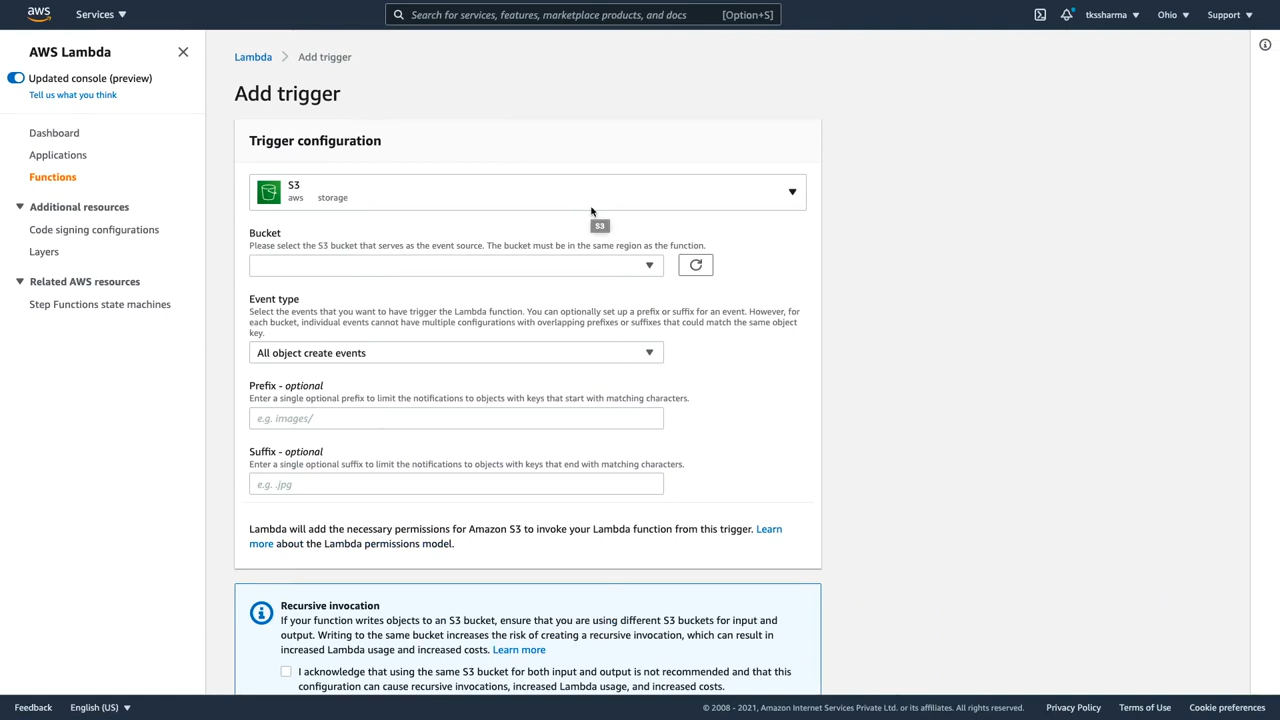 aws
Services
Search for services, features, marketplace products, and docs
[Option+S]
tkssharma
Ohio
Support
AWS Lambda
Updated console (preview)
Tell us what you think
Dashboard
Applications
Functions
Additional resources
Code signing configurations
Layers
Related AWS resources
Step Functions state machines
Lambda
Add trigger
Add trigger
Trigger configuration
S3
aws storage
S3
Bucket
Please select the S3 bucket that serves as the event source. The bucket must be in the same region as the function.
Event type
Select the events that you want to have trigger the Lambda function. You can optionally set up a prefix or suffix for an event. However, for
each bucket, individual events cannot have multiple configurations with overlapping prefixes or suffixes that could match the same object
key.
All object create events
Prefix - optional
Enter a single optional prefix to limit the notifications to objects with keys that start with matching characters.
e.g. images/
Suffix - optional
Enter a single optional suffix to limit the notifications to objects with keys that end with matching characters.
e.g. .jpg
Lambda will add the necessary permissions for Amazon S3 to invoke your Lambda function from this trigger. Learn
more about the Lambda permissions model.
Recursive invocation
If your function writes objects to an S3 bucket, ensure that you are using different S3 buckets for input and
output. Writing to the same bucket increases the risk of creating a recursive invocation, which can result in
increased Lambda usage and increased costs. Learn more
I acknowledge that using the same S3 bucket for both input and output is not recommended and that this
configuration can cause recursive invocations, increased Lambda usage, and increased costs.
Feedback
English (US)
© 2008 - 2021, Amazon Internet Services Private Ltd. or its affiliates. All rights reserved.
Privacy Policy
Terms of Use
Cookie preferences